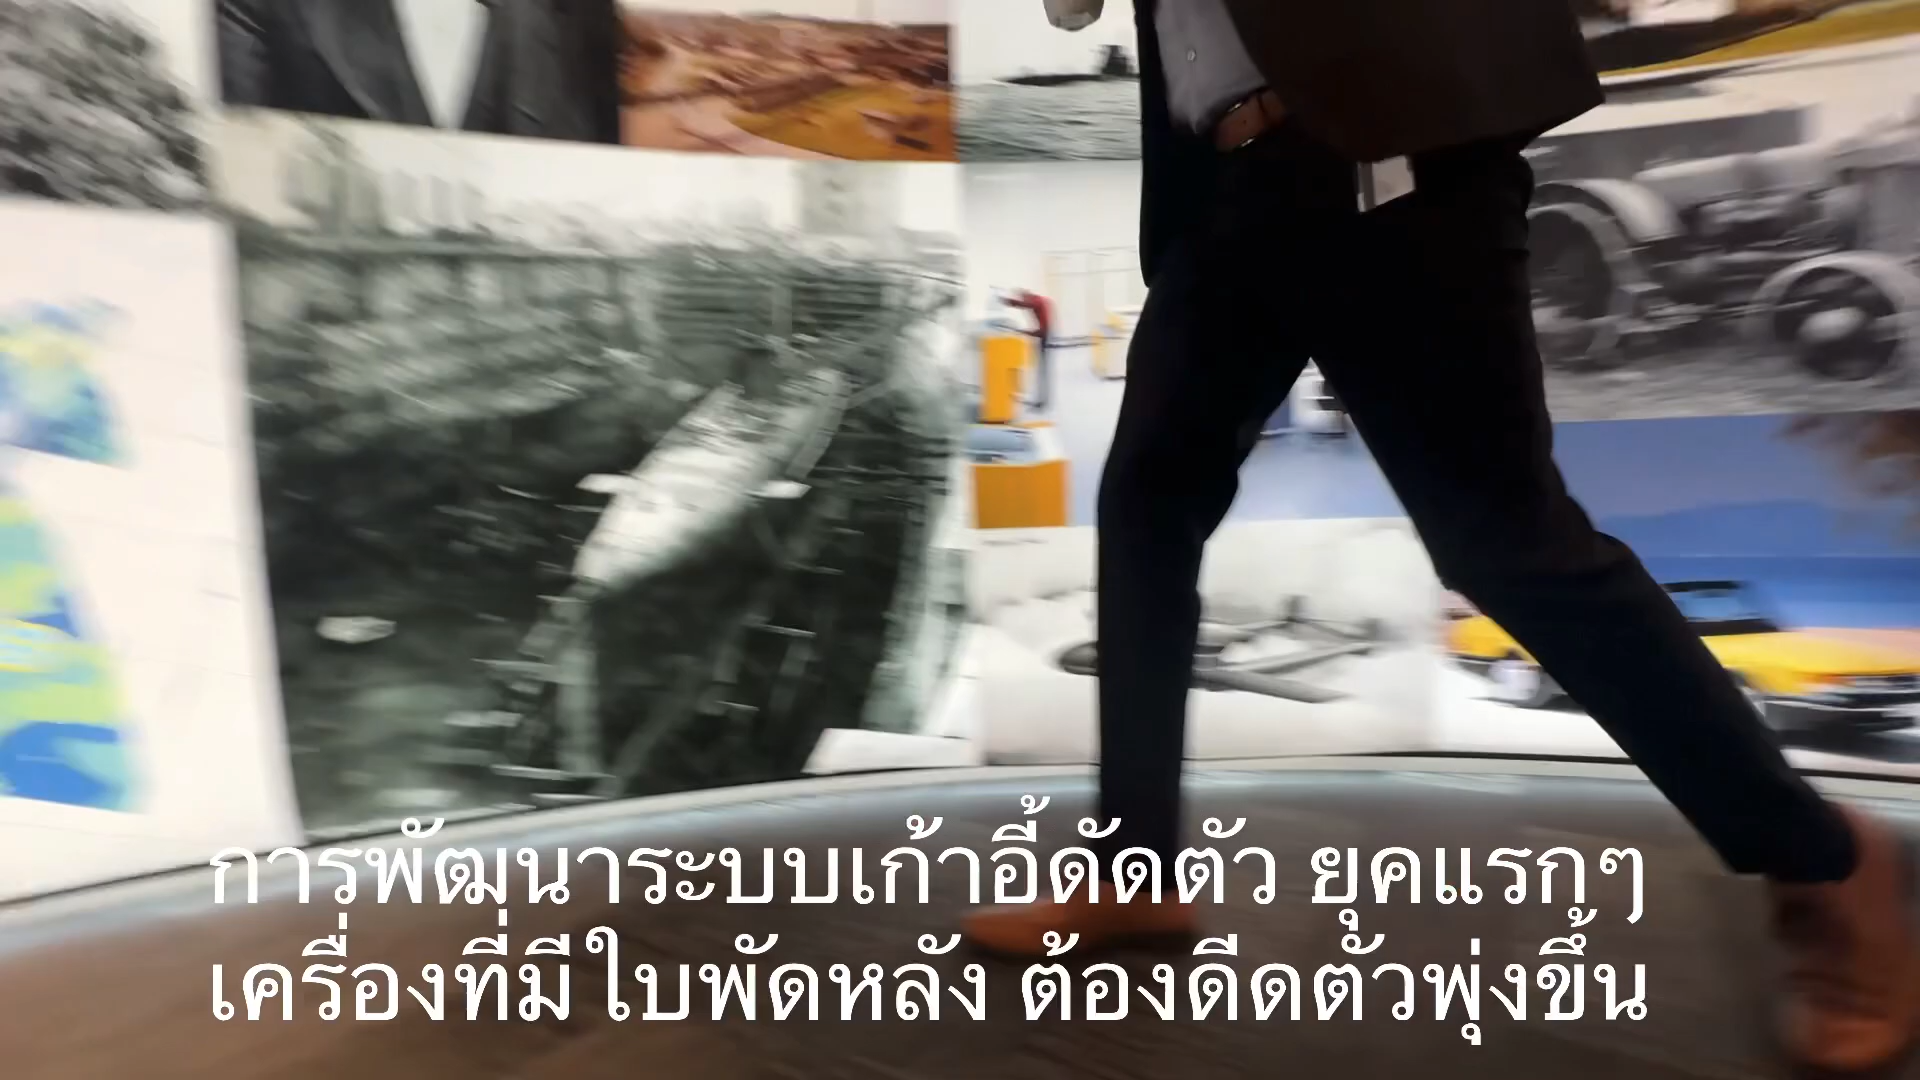 การพัฒนาระบบเก้าอี้ดัดตัว ยุคแรกๆ
เครื่องที่มีใบพัดหลัง ต้องดีดตัวพุ่งขึ้น